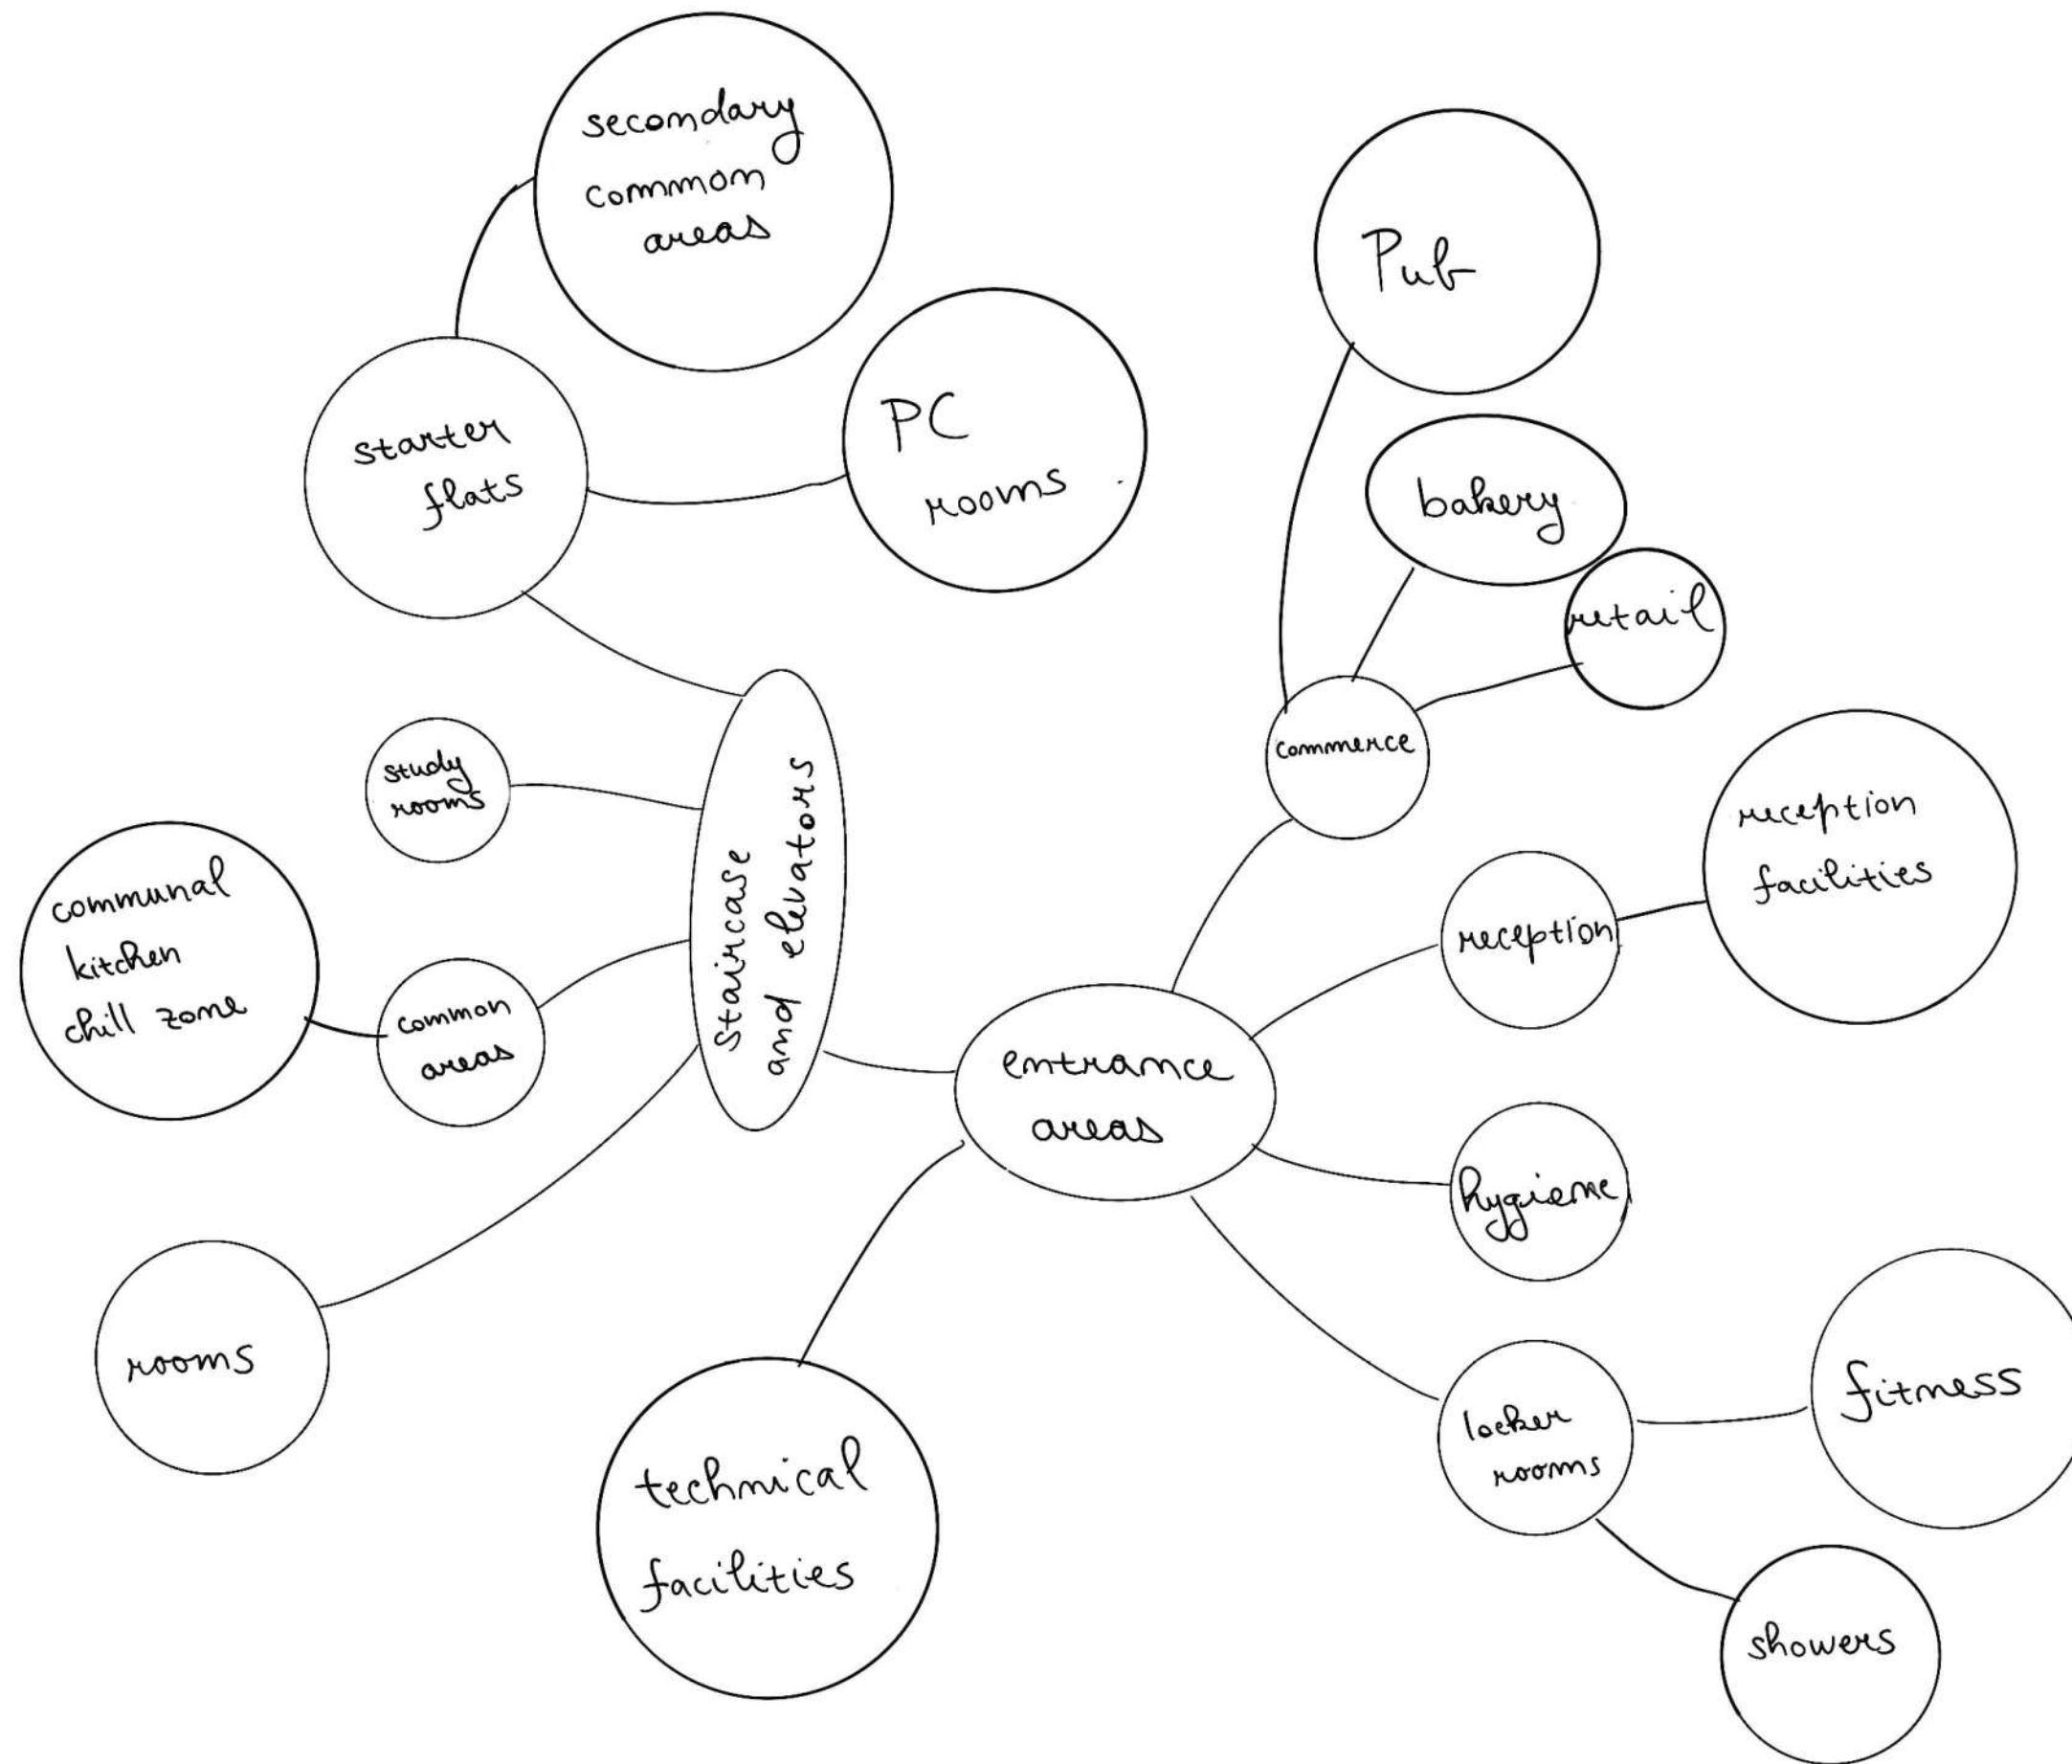 secondary
common
areas
Pub
PC
rooms
starter
flats
bakery
retail
commerce
study
rooms
staircase
and elevators
reception
facilities
communal
kitchen
chill zone
reception
common
areas
entrance
areas
hygiene
rooms
fitness
locker
rooms
technical
facilities
showers